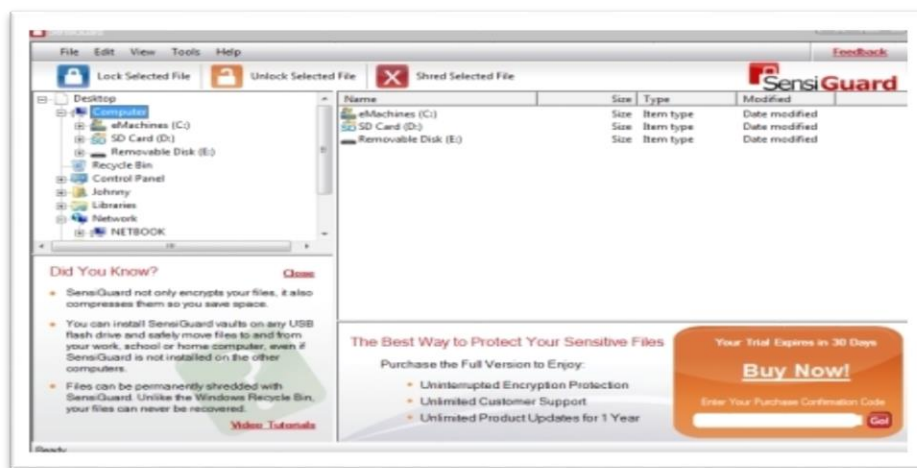 SensiGuard
File Edit View Tools Help
Feedback
Lock Selected File
Unlock Selected File
Shred Selected File
SensiGuard
Desktop
Computer
eMachines (C:)
SD Card (D:)
Removable Disk (E:)
Recycle Bin
Control Panel
Johnny
Libraries
Network
NETBOOK
Name Size Type Modified
eMachines (C:) Size Item type Date modified
SD Card (D:) Size Item type Date modified
Removable Disk (E:) Size Item type Date modified
Did You Know?
Close
SensiGuard not only encrypts your files, it also
compresses them so you save space.
You can install SensiGuard vaults on any USB
flash drive and safely move files to and from
your work, school or home computer, even if
SensiGuard is not installed on the other
computers.
Files can be permanently shredded with
SensiGuard. Unlike the Windows Recycle Bin,
your files can never be recovered.
Video Tutorials
The Best Way to Protect Your Sensitive Files
Purchase the Full Version to Enjoy:
Uninterrupted Encryption Protection
Unlimited Customer Support
Unlimited Product Updates for 1 Year
Your Trial Expires in 30 Days
Buy Now!
Enter Your Purchase Confirmation Code
Go!
Ready